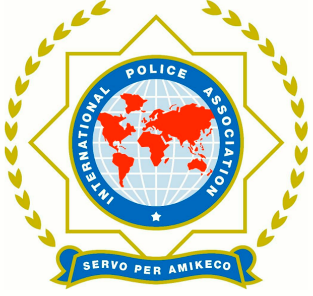 INTERNATIONAL POLICE ASSOCIATION
SERVO PER AMIKECO